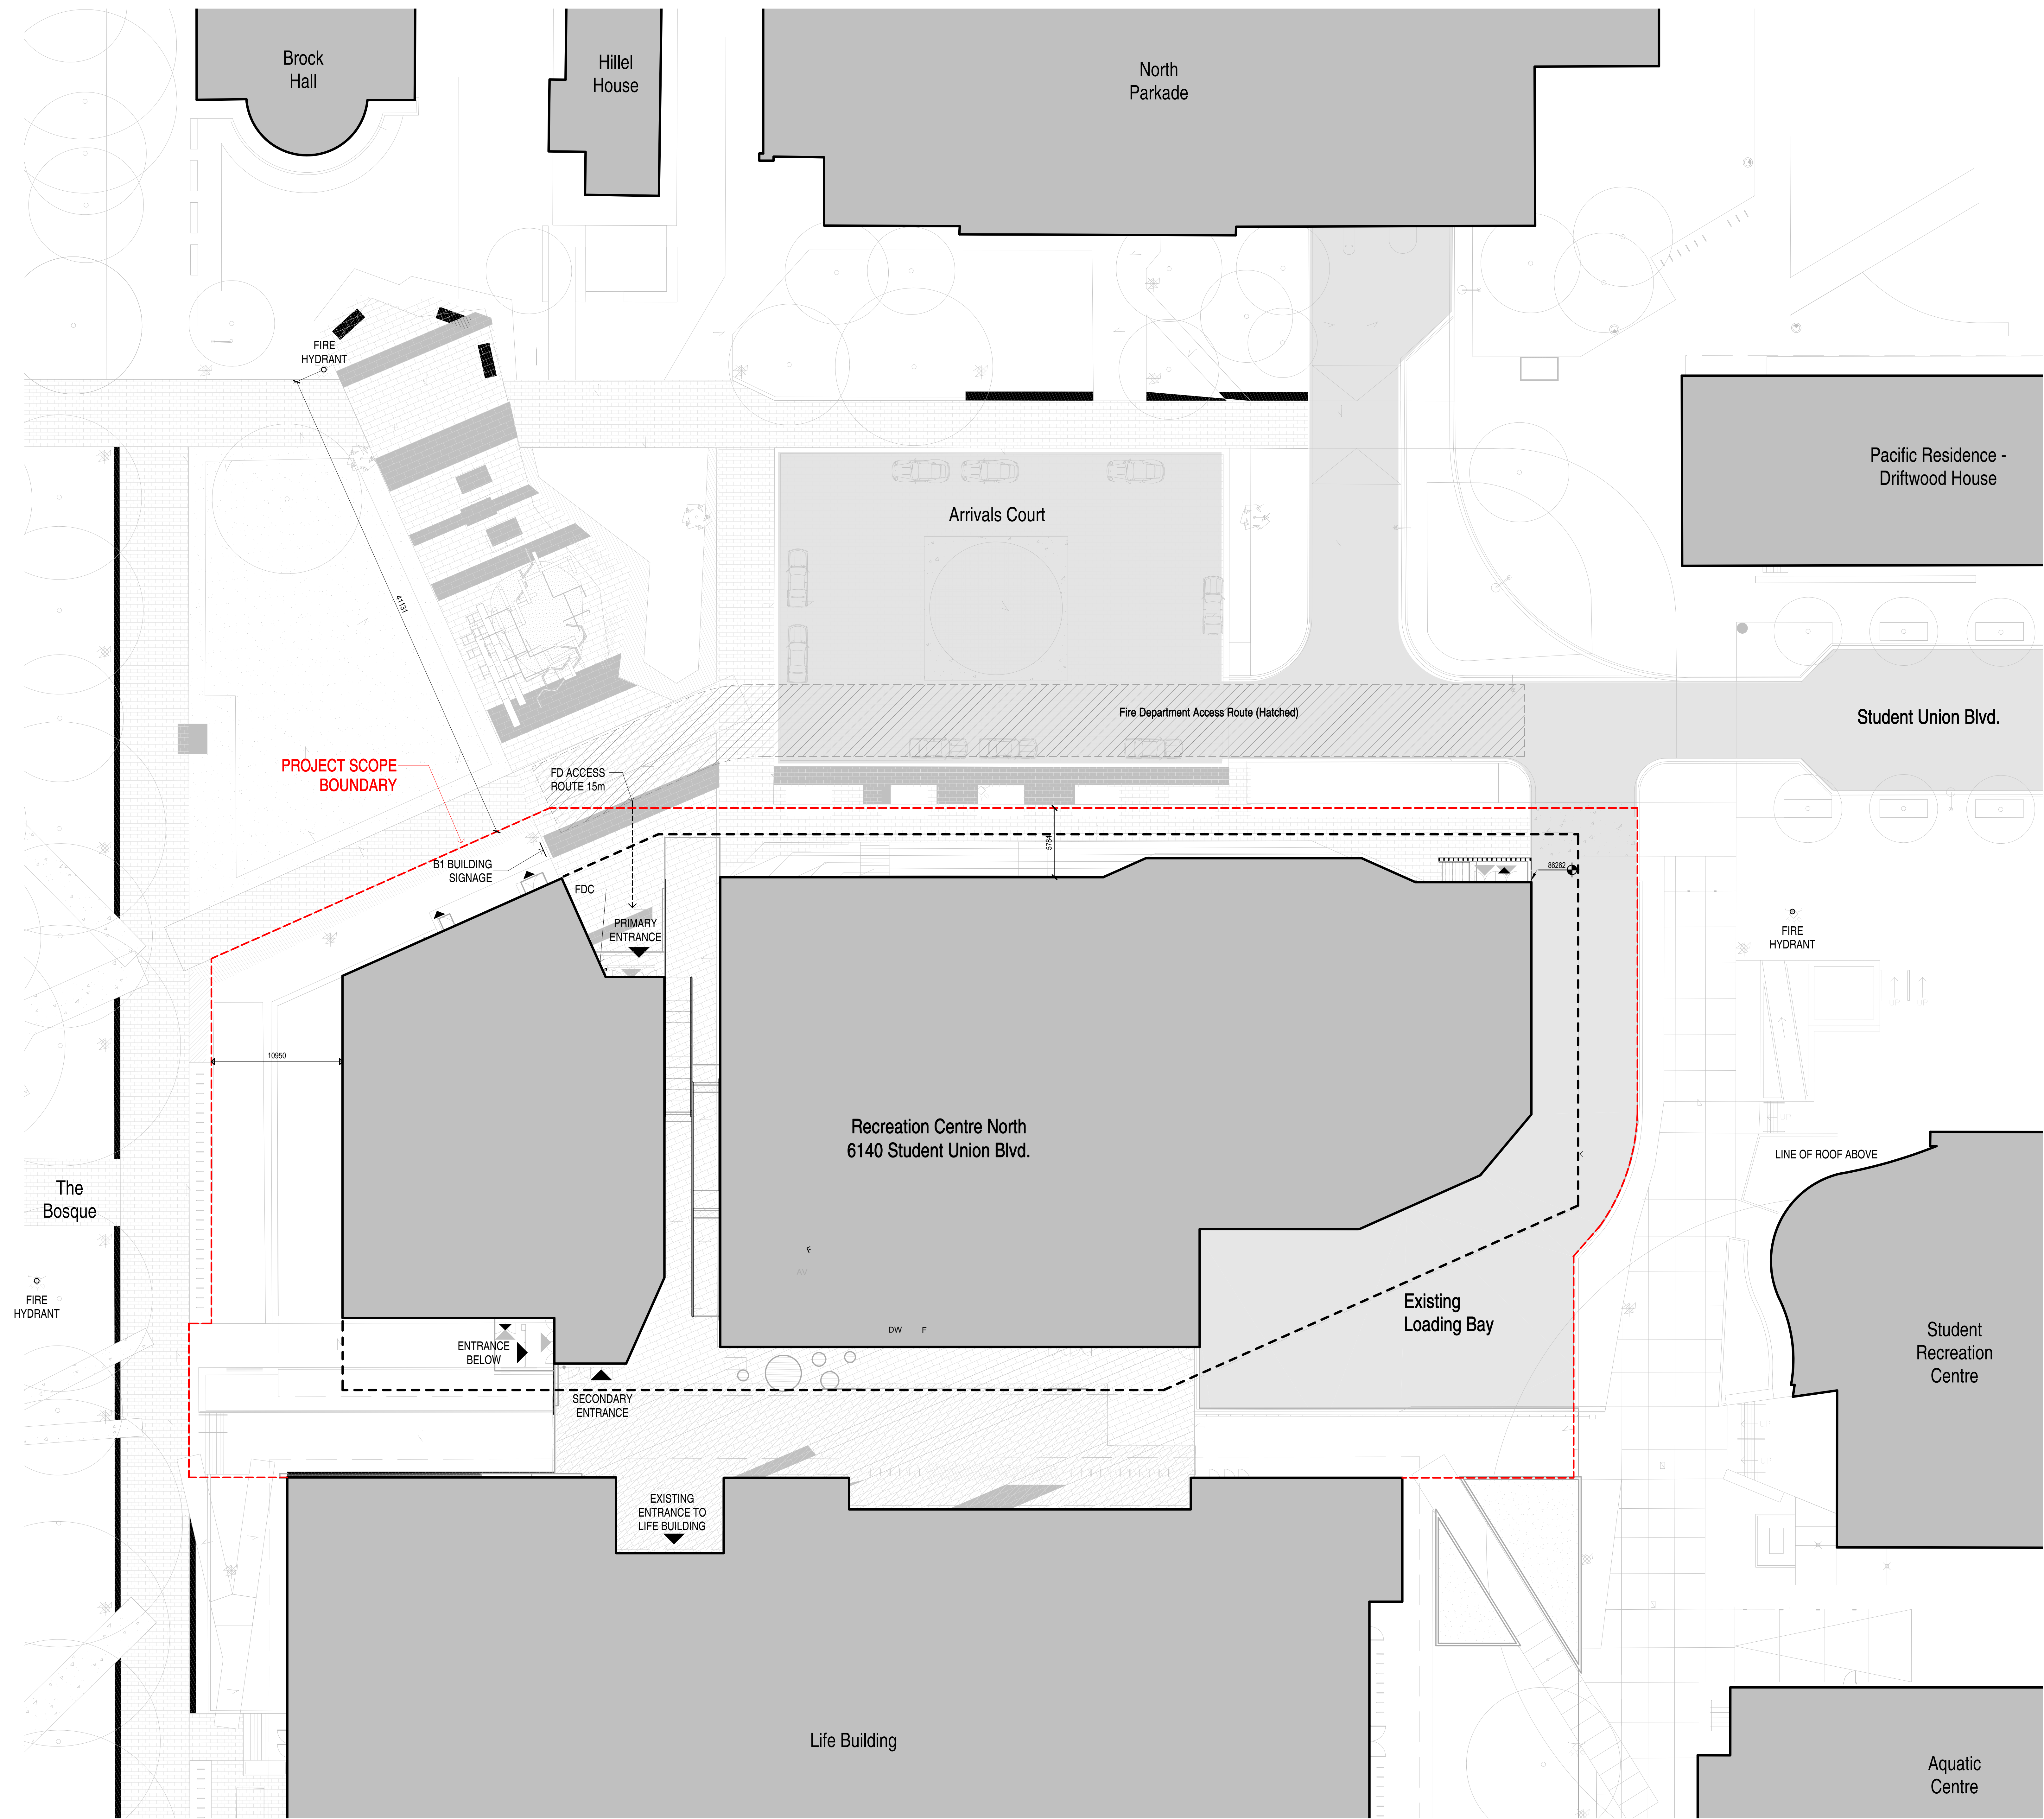 Brock
Hall
Hillel
House
North
Parkade
FIRE
HYDRANT
Pacific Residence -
Driftwood House
Arrivals Court
41131
Fire Department Access Route (Hatched)
Student Union Blvd.
PROJECT SCOPE
BOUNDARY
FD ACCESS
ROUTE 15m
5784
B1 BUILDING
SIGNAGE
FDC
86262
PRIMARY
ENTRANCE
FIRE
HYDRANT
10950
Recreation Centre North
6140 Student Union Blvd.
LINE OF ROOF ABOVE
The
Bosque
F
AV
FIRE
HYDRANT
DW
F
Existing
Loading Bay
ENTRANCE
BELOW
Student
Recreation
Centre
SECONDARY
ENTRANCE
EXISTING
ENTRANCE TO
LIFE BUILDING
Life Building
Aquatic
Centre